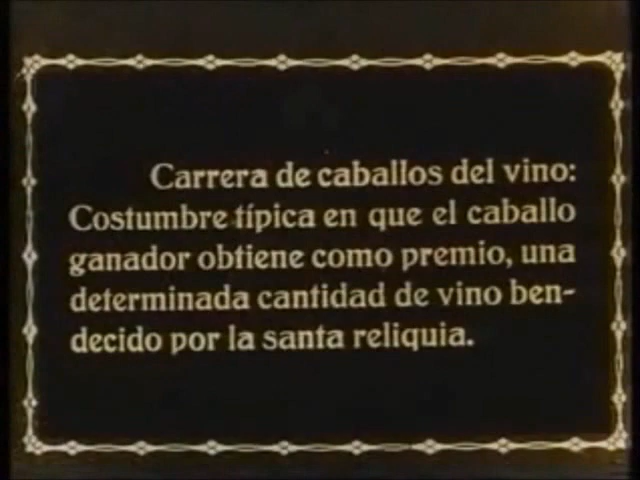 Carrera de caballos del vino:
Costumbre típica en que el caballo
ganador obtiene como premio, una
determinada cantidad de vino ben-
decido por la santa reliquia.